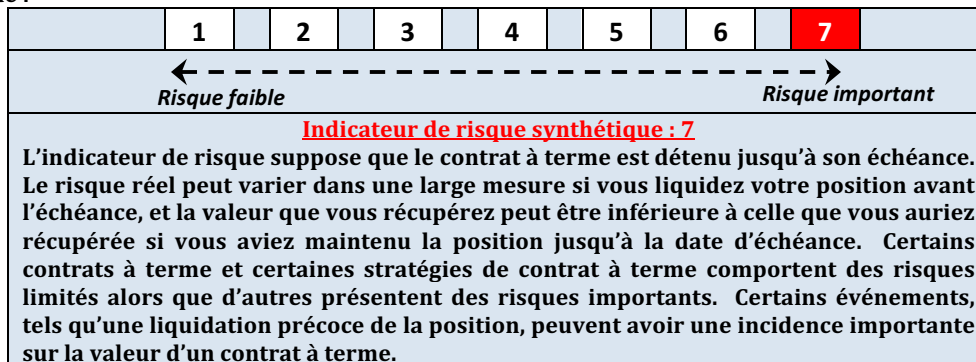 1 2 3 4 5 6 7
Risque faible Risque important
Indicateur de risque synthétique : 7
L’indicateur de risque suppose que le contrat à terme est détenu jusqu’à son échéance.
Le risque réel peut varier dans une large mesure si vous liquidez votre position avant
l’échéance, et la valeur que vous récupérez peut être inférieure à celle que vous auriez
récupérée si vous aviez maintenu la position jusqu’à la date d’échéance. Certains
contrats à terme et certaines stratégies de contrat à terme comportent des risques
limités alors que d’autres présentent des risques importants. Certains événements,
tels qu’une liquidation précoce de la position, peuvent avoir une incidence importante
sur la valeur d’un contrat à terme.